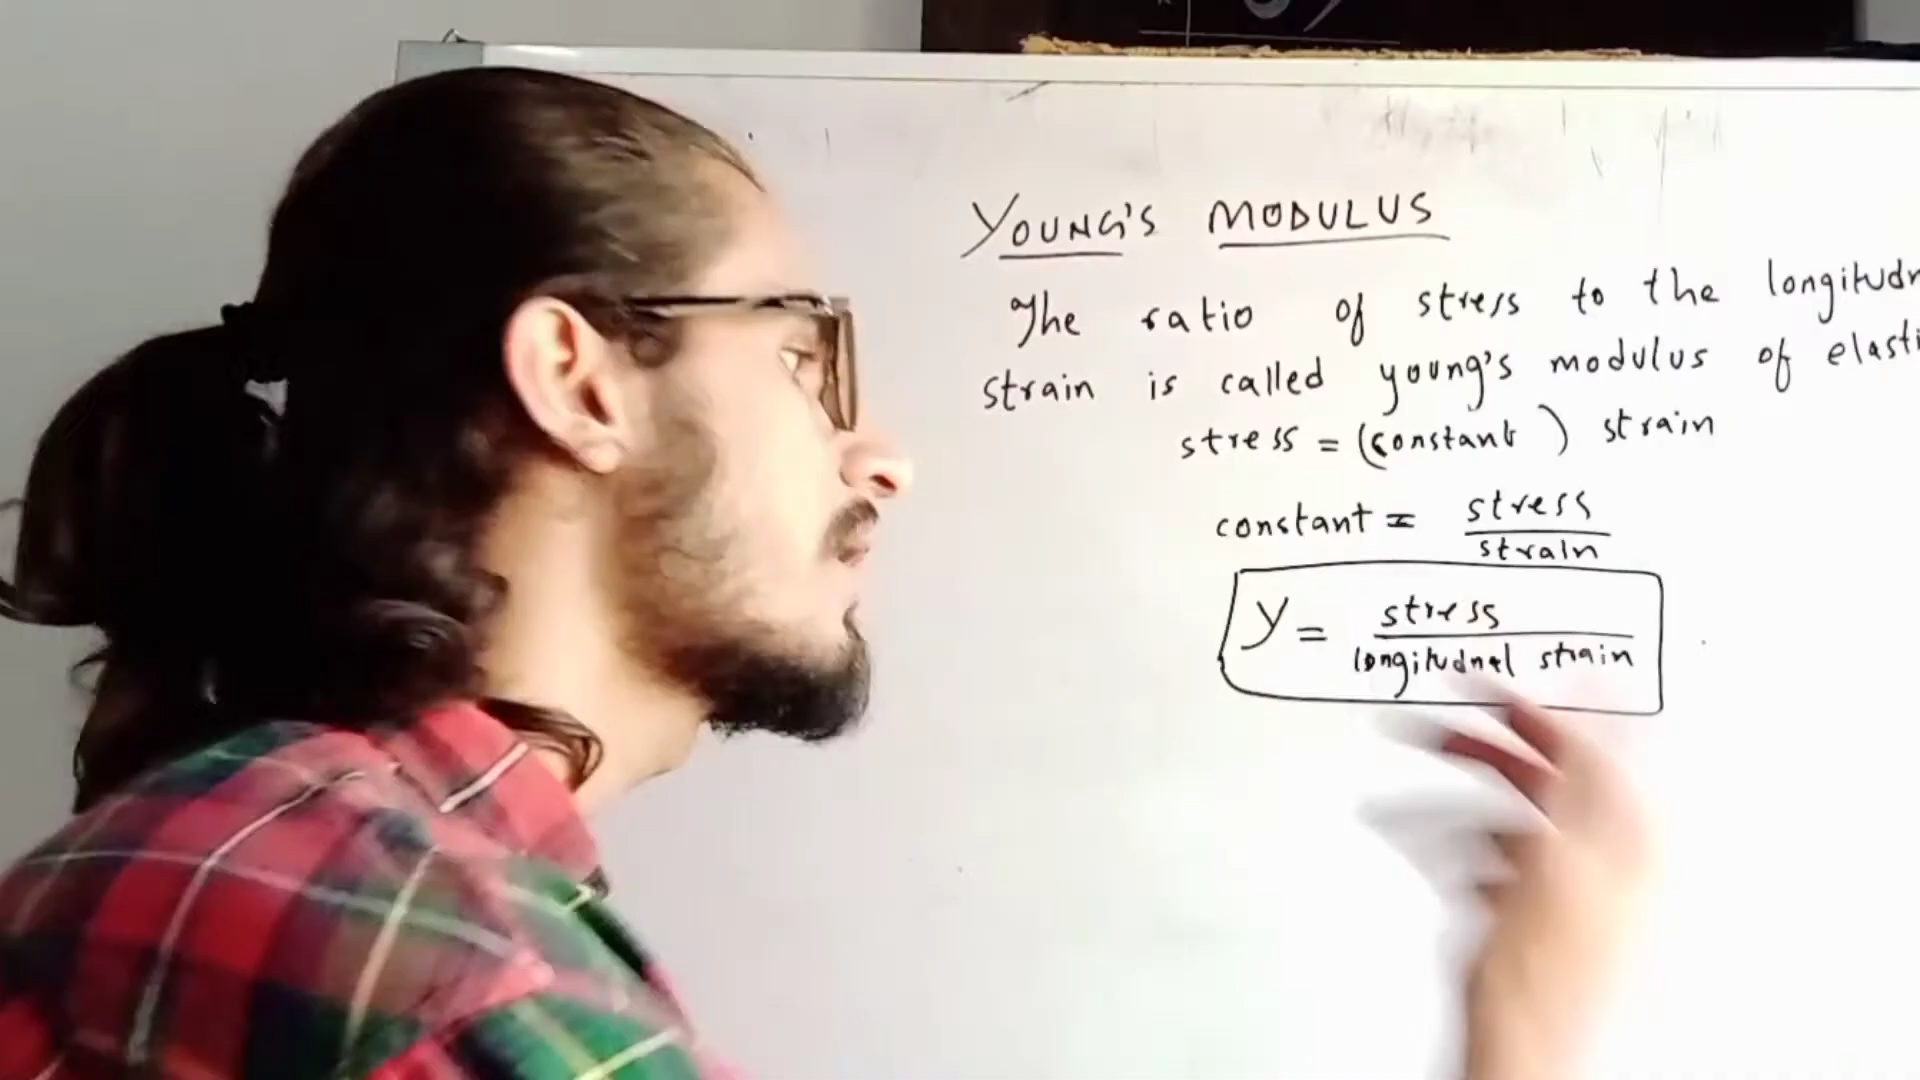 YOUNG'S MODULUS
The ratio of stress to the longitudn
strain is called young's modulus of elasti
stress = (constant) strain
constant = stress
strain
Y = stress
longitudnal strain